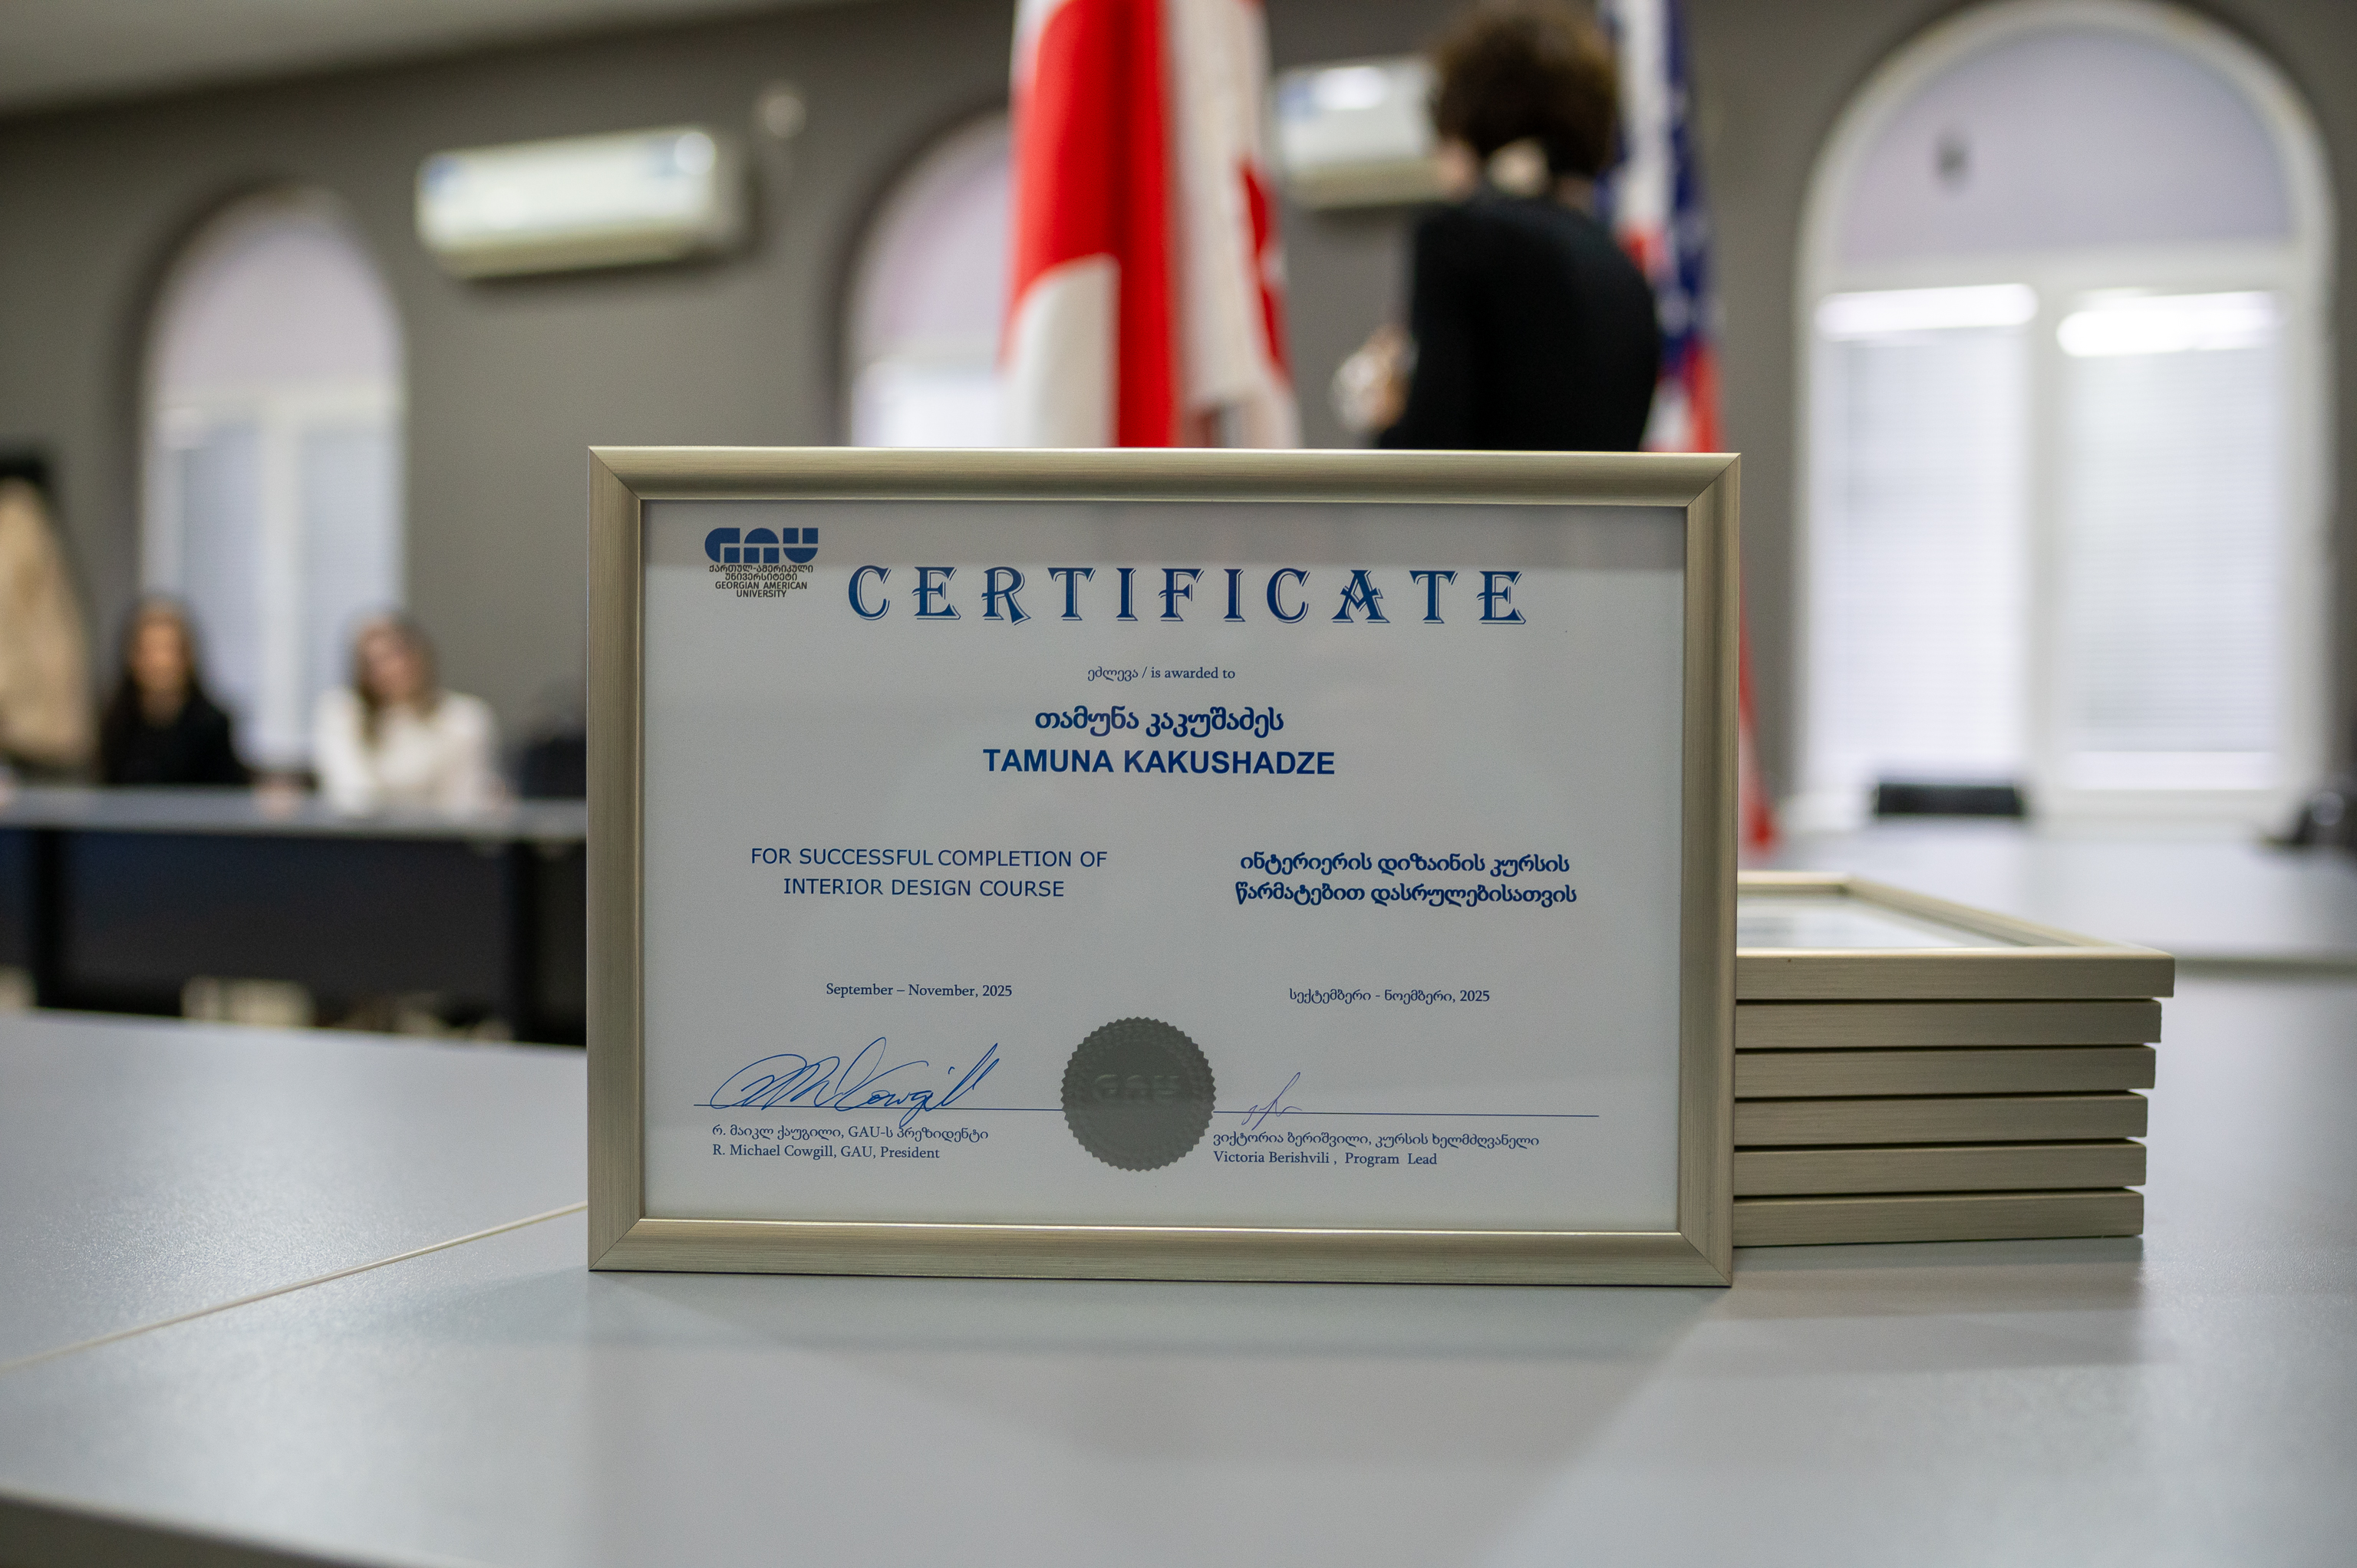 GAU
ქართულ-ამერიკული
უნივერსიტეტი
GEORGIAN AMERICAN
UNIVERSITY
CERTIFICATE
ეძლევა / is awarded to
თამუნა კაკუშაძეს
TAMUNA KAKUSHADZE
FOR SUCCESSFUL COMPLETION OF
INTERIOR DESIGN COURSE
ინტერიერის დიზაინის კურსის
წარმატებით დასრულებისათვის
September – November, 2025
სექტემბერი - ნოემბერი, 2025
GAU
რ. მაიკლ ქაუგილი, GAU-ს პრეზიდენტი
R. Michael Cowgill, GAU, President
ვიქტორია ბერიშვილი, კურსის ხელმძღვანელი
Victoria Berishvili , Program Lead